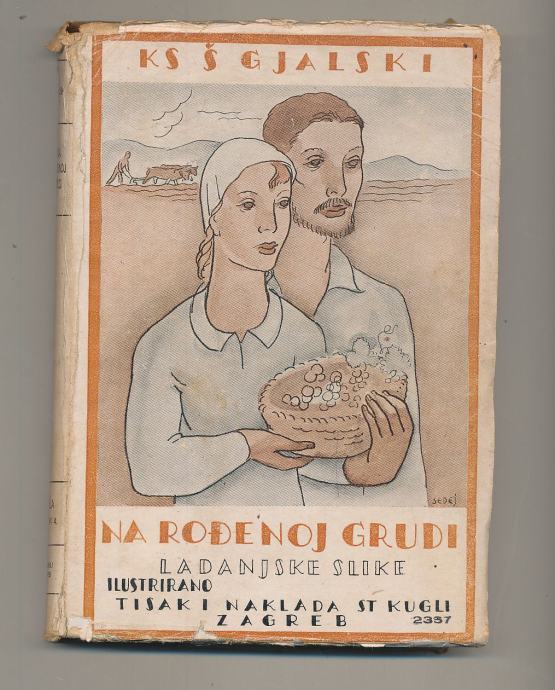 KS Š GJALSKI
SEDEJ
NA ROĐENOJ GRUDI
LADANJSKE SLIKE
ILUSTRIRANO
TISAK I NAKLADA ST KUGLI
ZAGREB
2337